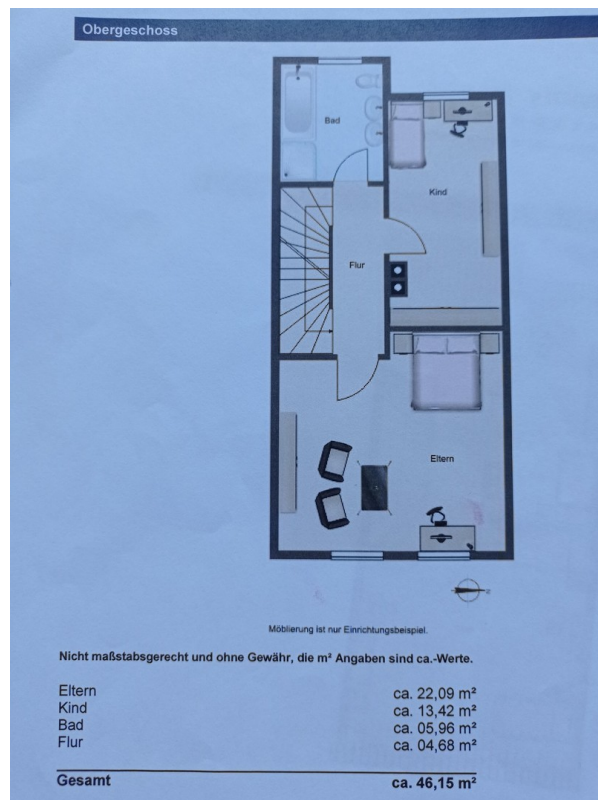 Obergeschoss
Bad
Kind
Flur
Eltern
Möblierung ist nur Einrichtungsbeispiel.
Nicht maßstabsgerecht und ohne Gewähr, die m² Angaben sind ca.-Werte.
Eltern ca. 22,09 m²
Kind ca. 13,42 m²
Bad ca. 05,96 m²
Flur ca. 04,68 m²
Gesamt ca. 46,15 m²